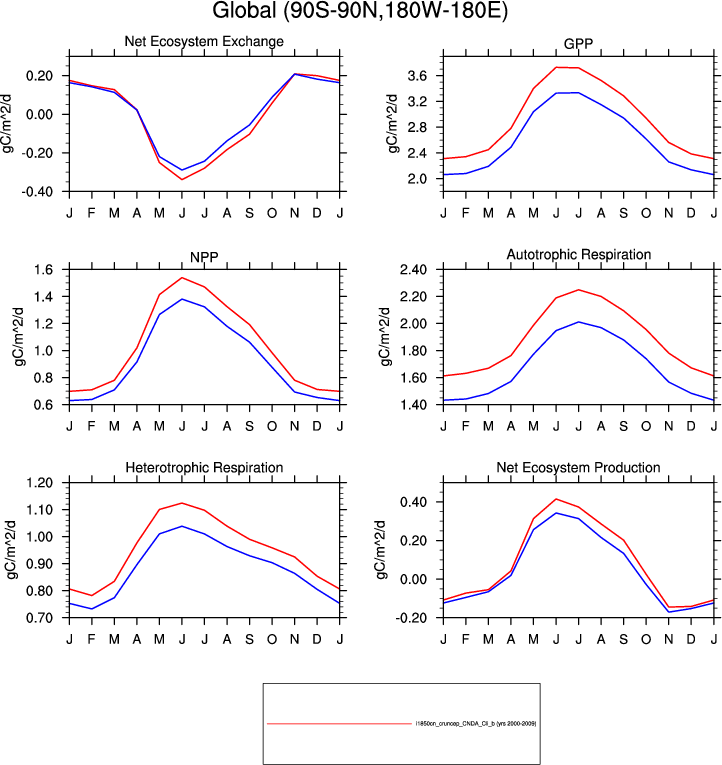 Global (90S-90N,180W-180E)
Net Ecosystem Exchange
GPP
gC/m^2/d
0.20
0.00
-0.20
-0.40
J F M A M J J A S O N D J
gC/m^2/d
3.6
3.2
2.8
2.4
2.0
J F M A M J J A S O N D J
NPP
Autotrophic Respiration
gC/m^2/d
1.6
1.4
1.2
1.0
0.8
0.6
J F M A M J J A S O N D J
gC/m^2/d
2.40
2.20
2.00
1.80
1.60
1.40
J F M A M J J A S O N D J
Heterotrophic Respiration
Net Ecosystem Production
gC/m^2/d
1.20
1.10
1.00
0.90
0.80
0.70
J F M A M J J A S O N D J
gC/m^2/d
0.40
0.20
0.00
-0.20
J F M A M J J A S O N D J
i1850cn_cruncep_CNDA_Cli_b (yrs 2000-2009)